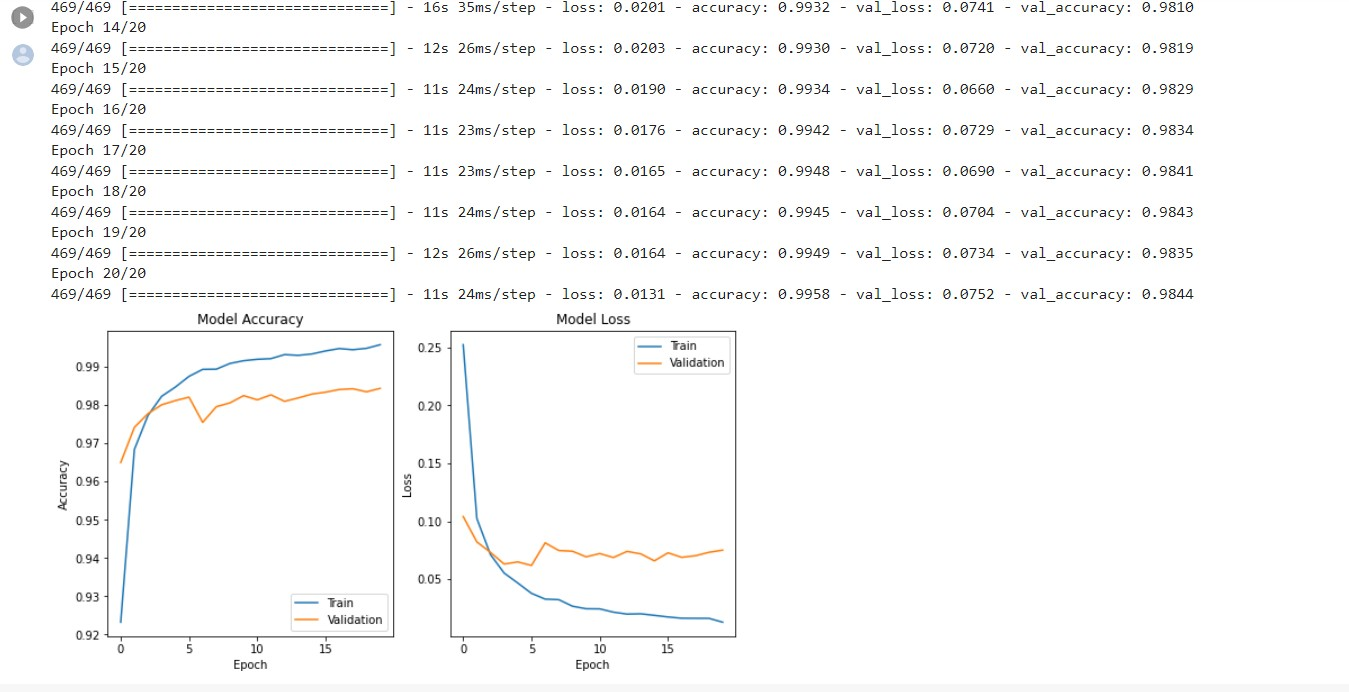 469/469 [==============================] - 16s 35ms/step - loss: 0.0201 - accuracy: 0.9932 - val_loss: 0.0741 - val_accuracy: 0.9810
Epoch 14/20
469/469 [==============================] - 12s 26ms/step - loss: 0.0203 - accuracy: 0.9930 - val_loss: 0.0720 - val_accuracy: 0.9819
Epoch 15/20
469/469 [==============================] - 11s 24ms/step - loss: 0.0190 - accuracy: 0.9934 - val_loss: 0.0660 - val_accuracy: 0.9829
Epoch 16/20
469/469 [==============================] - 11s 23ms/step - loss: 0.0176 - accuracy: 0.9942 - val_loss: 0.0729 - val_accuracy: 0.9834
Epoch 17/20
469/469 [==============================] - 11s 23ms/step - loss: 0.0165 - accuracy: 0.9948 - val_loss: 0.0690 - val_accuracy: 0.9841
Epoch 18/20
469/469 [==============================] - 11s 24ms/step - loss: 0.0164 - accuracy: 0.9945 - val_loss: 0.0704 - val_accuracy: 0.9843
Epoch 19/20
469/469 [==============================] - 12s 26ms/step - loss: 0.0164 - accuracy: 0.9949 - val_loss: 0.0734 - val_accuracy: 0.9835
Epoch 20/20
469/469 [==============================] - 11s 24ms/step - loss: 0.0131 - accuracy: 0.9958 - val_loss: 0.0752 - val_accuracy: 0.9844
Model Accuracy
0.99
0.98
0.97
0.96
0.95
0.94
0.93
0.92
Accuracy
Train
Validation
0 5 10 15
Epoch
Model Loss
Train
Validation
0.25
0.20
0.15
0.10
0.05
Loss
0 5 10 15
Epoch